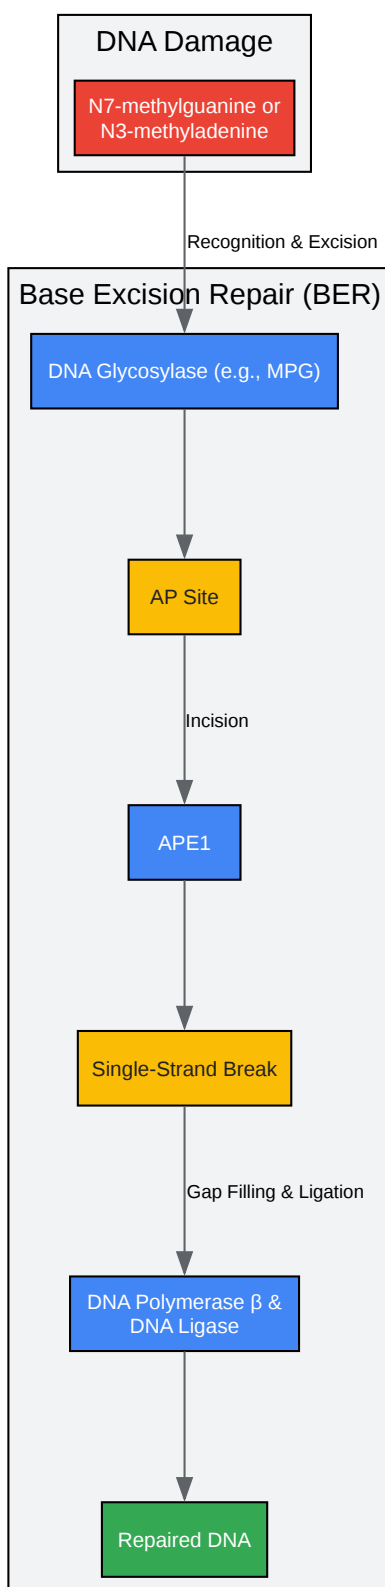 DNA Damage
N7-methylguanine or
N3-methyladenine
Recognition & Excision
Base Excision Repair (BER)
DNA Glycosylase (e.g., MPG)
AP Site
Incision
APE1
Single-Strand Break
Gap Filling & Ligation
DNA Polymerase β &
DNA Ligase
Repaired DNA